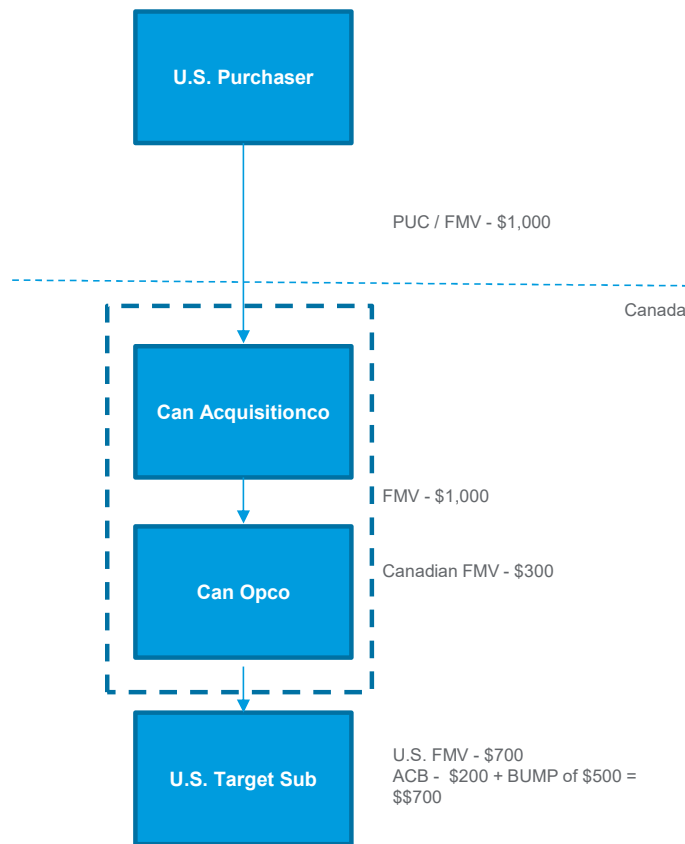 U.S. Purchaser
PUC / FMV - $1,000
Canada
Can Acquisitionco
FMV - $1,000
Can Opco
Canadian FMV - $300
U.S. Target Sub
U.S. FMV - $700
ACB - $200 + BUMP of $500 =
$$700